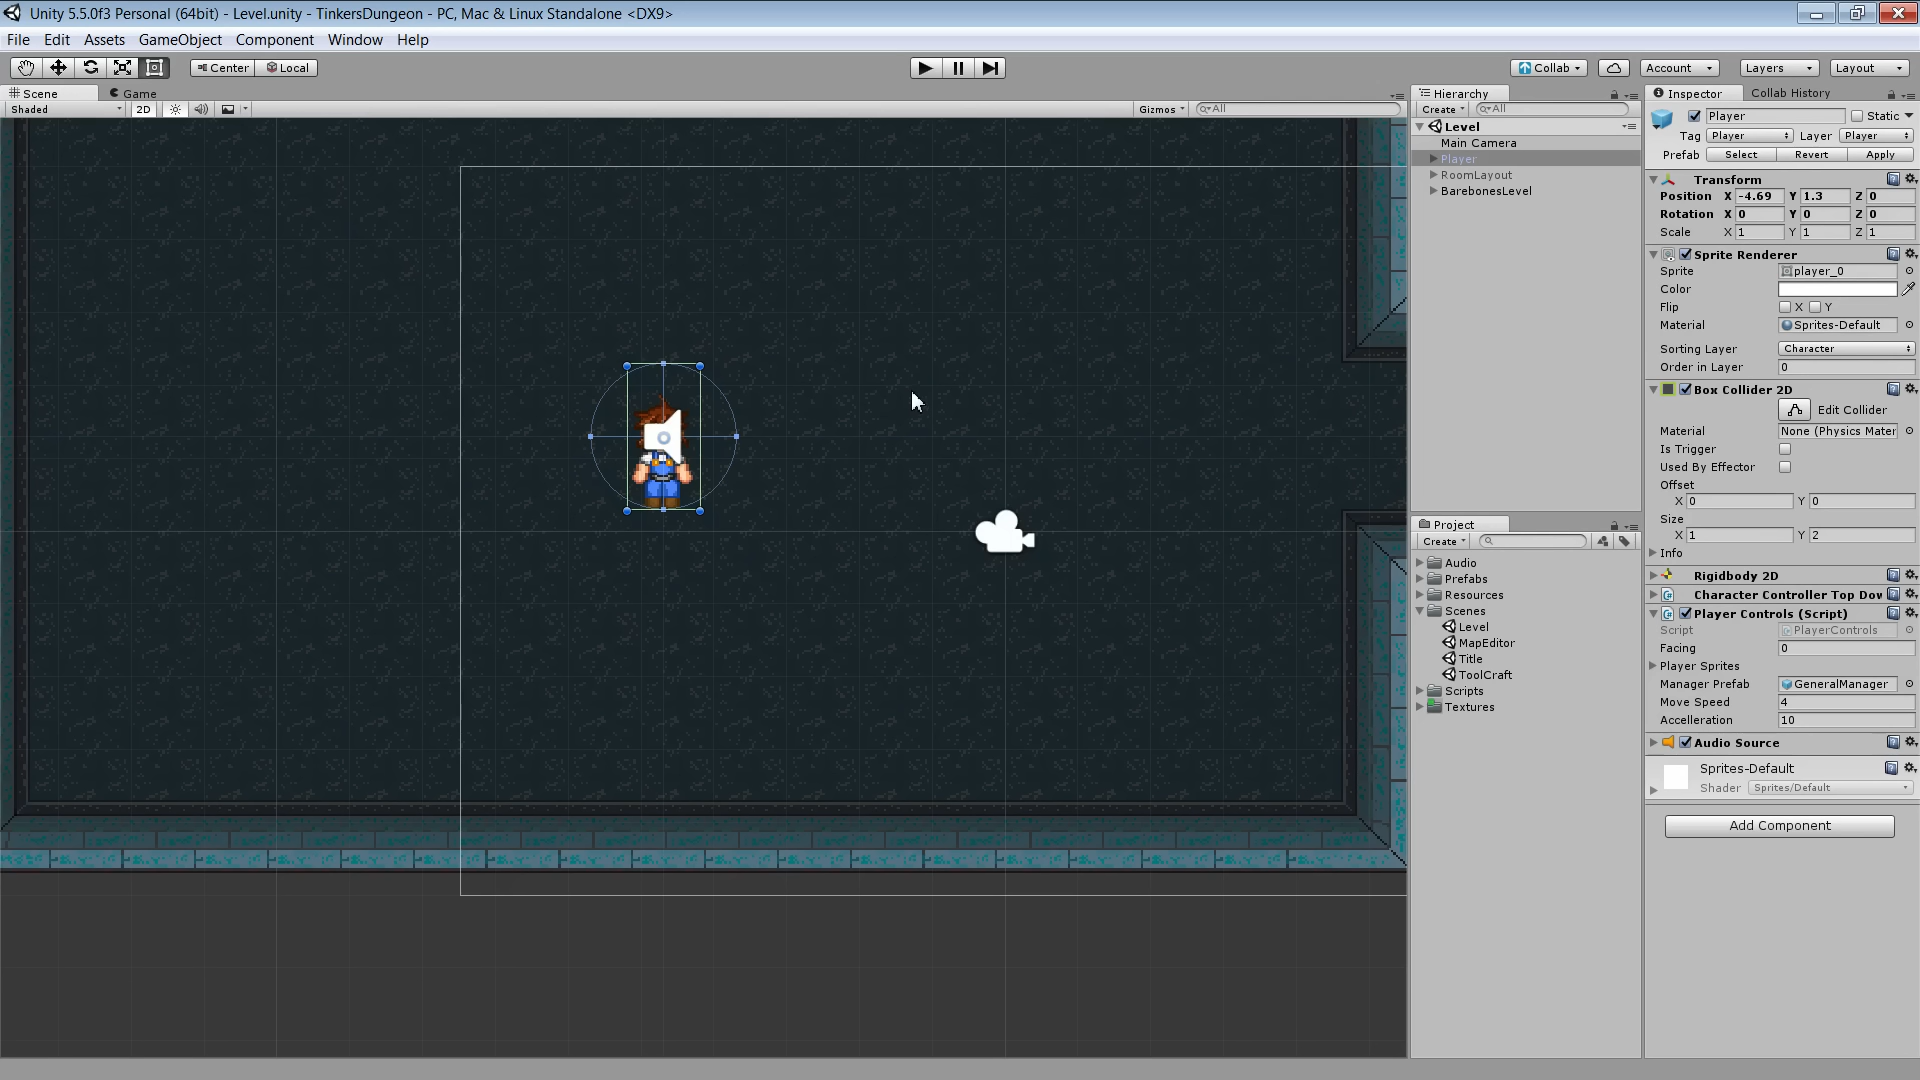 Unity 5.5.0f3 Personal (64bit) - Level.unity - TinkersDungeon - PC, Mac & Linux Standalone <DX9>
File Edit Assets GameObject Component Window Help
Center Local Collab Account Layers Layout
Scene Game
Shaded 2D Gizmos All
Hierarchy
Create All
Level
Main Camera
Player
RoomLayout
BarebonesLevel
Project
Create
Audio
Prefabs
Resources
Scenes
Level
MapEditor
Title
ToolCraft
Scripts
Textures
Inspector Collab History
Player Static
Tag Player Layer Player
Prefab Select Revert Apply
Transform
Position X -4.69 Y 1.3 Z 0
Rotation X 0 Y 0 Z 0
Scale X 1 Y 1 Z 1
Sprite Renderer
Sprite player_0
Color
Flip X Y
Material Sprites-Default
Sorting Layer Character
Order in Layer 0
Box Collider 2D
Edit Collider
Material None (Physics Mater
Is Trigger
Used By Effector
Offset
X 0 Y 0
Size
X 1 Y 2
Info
Rigidbody 2D
Character Controller Top Dow
Player Controls (Script)
Script PlayerControls
Facing 0
Player Sprites
Manager Prefab GeneralManager
Move Speed 4
Accelleration 10
Audio Source
Sprites-Default
Shader Sprites/Default
Add Component